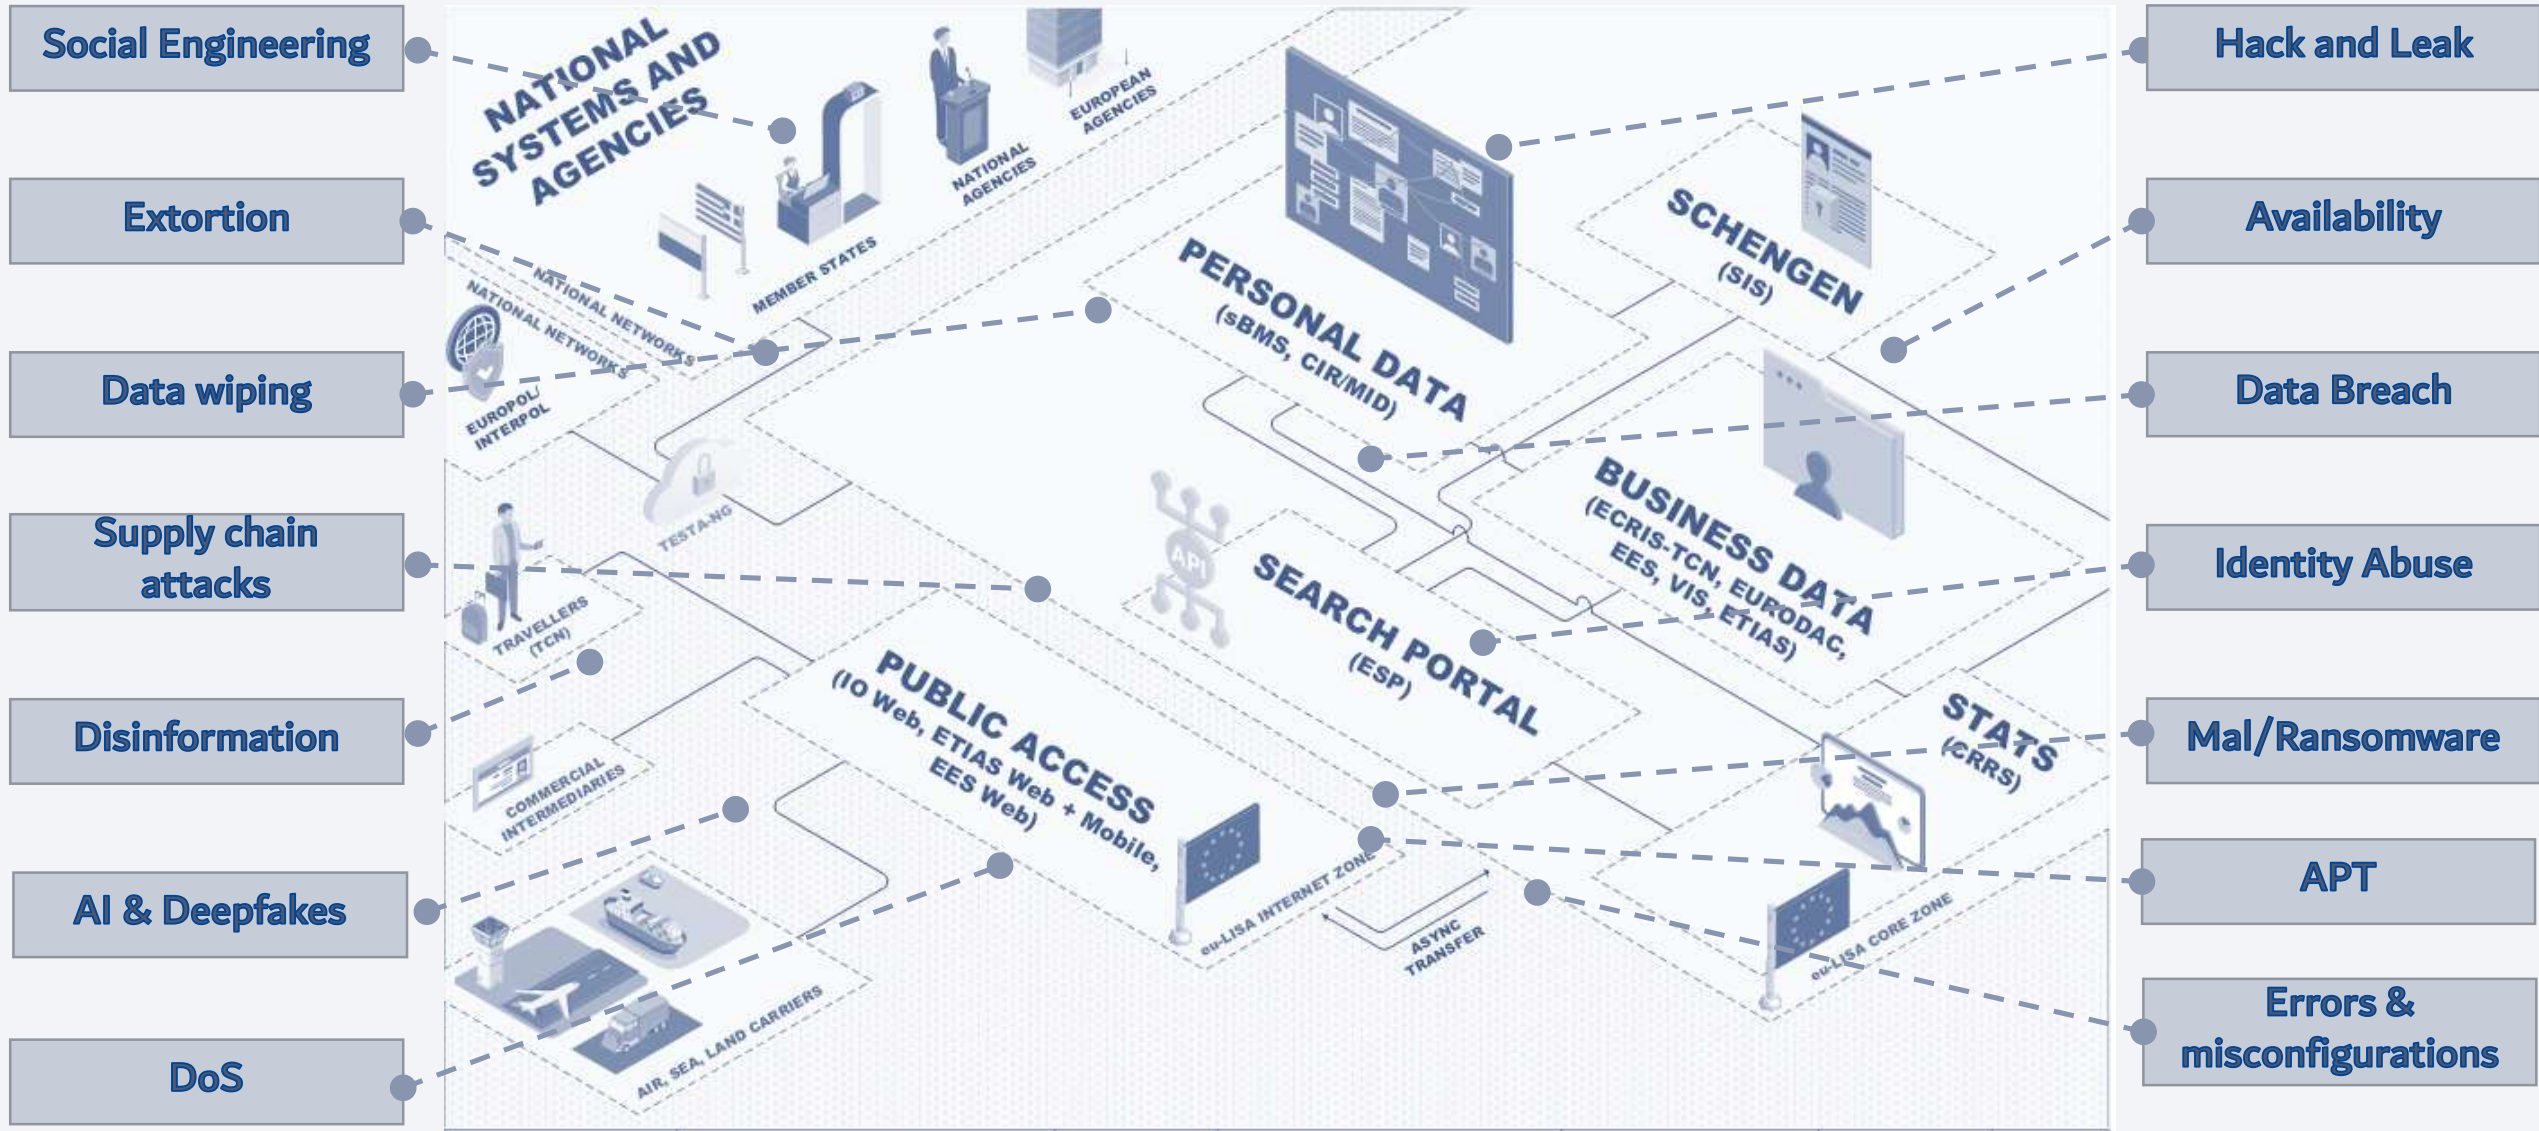 Social Engineering
Extortion
Data wiping
Supply chain
attacks
Disinformation
AI & Deepfakes
DoS
NATIONAL
SYSTEMS AND
AGENCIES
MEMBER STATES
NATIONAL
AGENCIES
EUROPEAN
AGENCIES
NATIONAL NETWORKS
NATIONAL NETWORKS
EUROPOL/
INTERPOL
TESTA-NG
TRAVELLERS
(TCN)
COMMERCIAL
INTERMEDIARIES
AIR, SEA, LAND CARRIERS
PERSONAL DATA
(sBMS, CIR/MID)
SCHENGEN
(SIS)
BUSINESS DATA
(ECRIS-TCN, EURODAC,
EES, VIS, ETIAS)
API
SEARCH PORTAL
(ESP)
PUBLIC ACCESS
(IO Web, ETIAS Web + Mobile,
EES Web)
STATS
(CRRS)
eu-LISA INTERNET ZONE
ASYNC
TRANSFER
eu-LISA CORE ZONE
Hack and Leak
Availability
Data Breach
Identity Abuse
Mal/Ransomware
APT
Errors &
misconfigurations